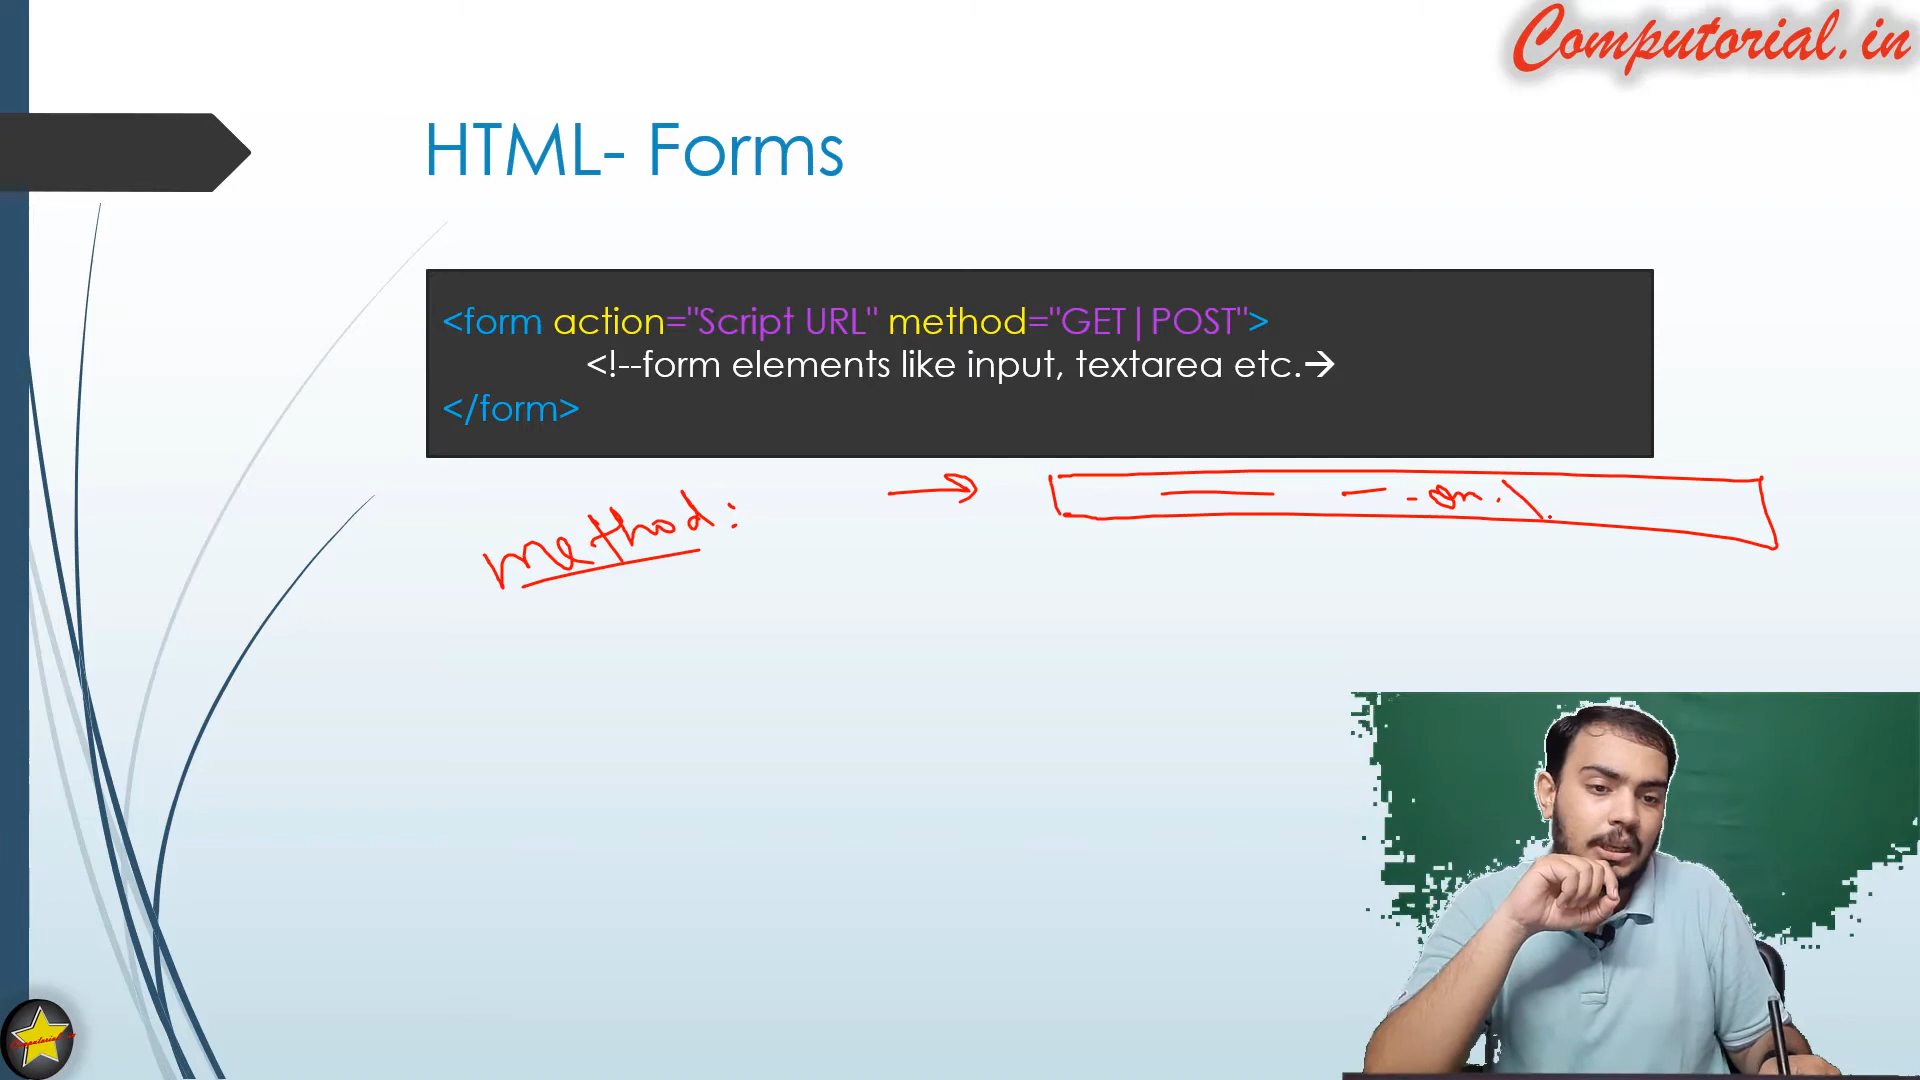 Computorial.in
HTML- Forms
<form action="Script URL" method="GET|POST">
<!--form elements like input, textarea etc.→
</form>
method: